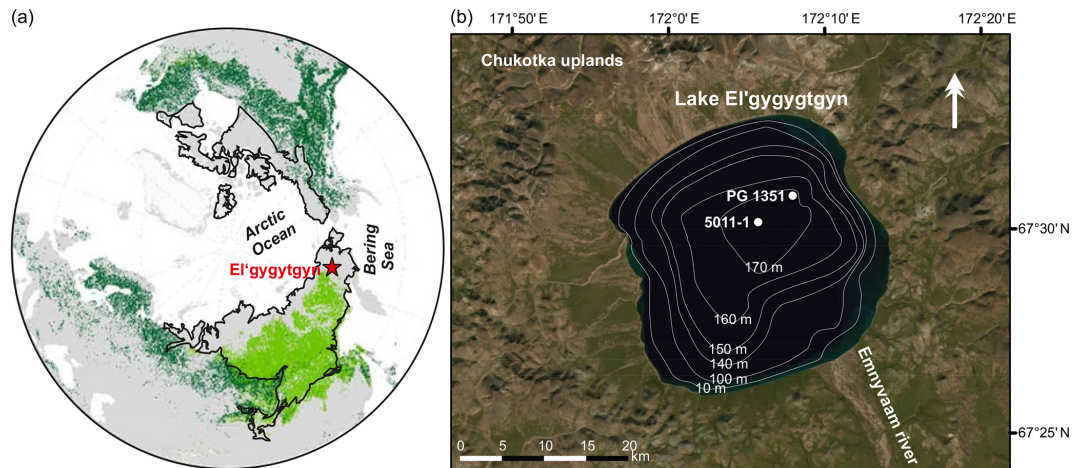 (a)
Arctic
Ocean
Bering
Sea
El‘gygytgyn
(b)
171°50' E
172°0' E
172°10' E
172°20' E
Chukotka uplands
Lake El'gygygtgyn
PG 1351
5011-1
170 m
160 m
150 m
140 m
100 m
10 m
67°30' N
67°25' N
Emnyvaam river
0 5 10 15 20
km